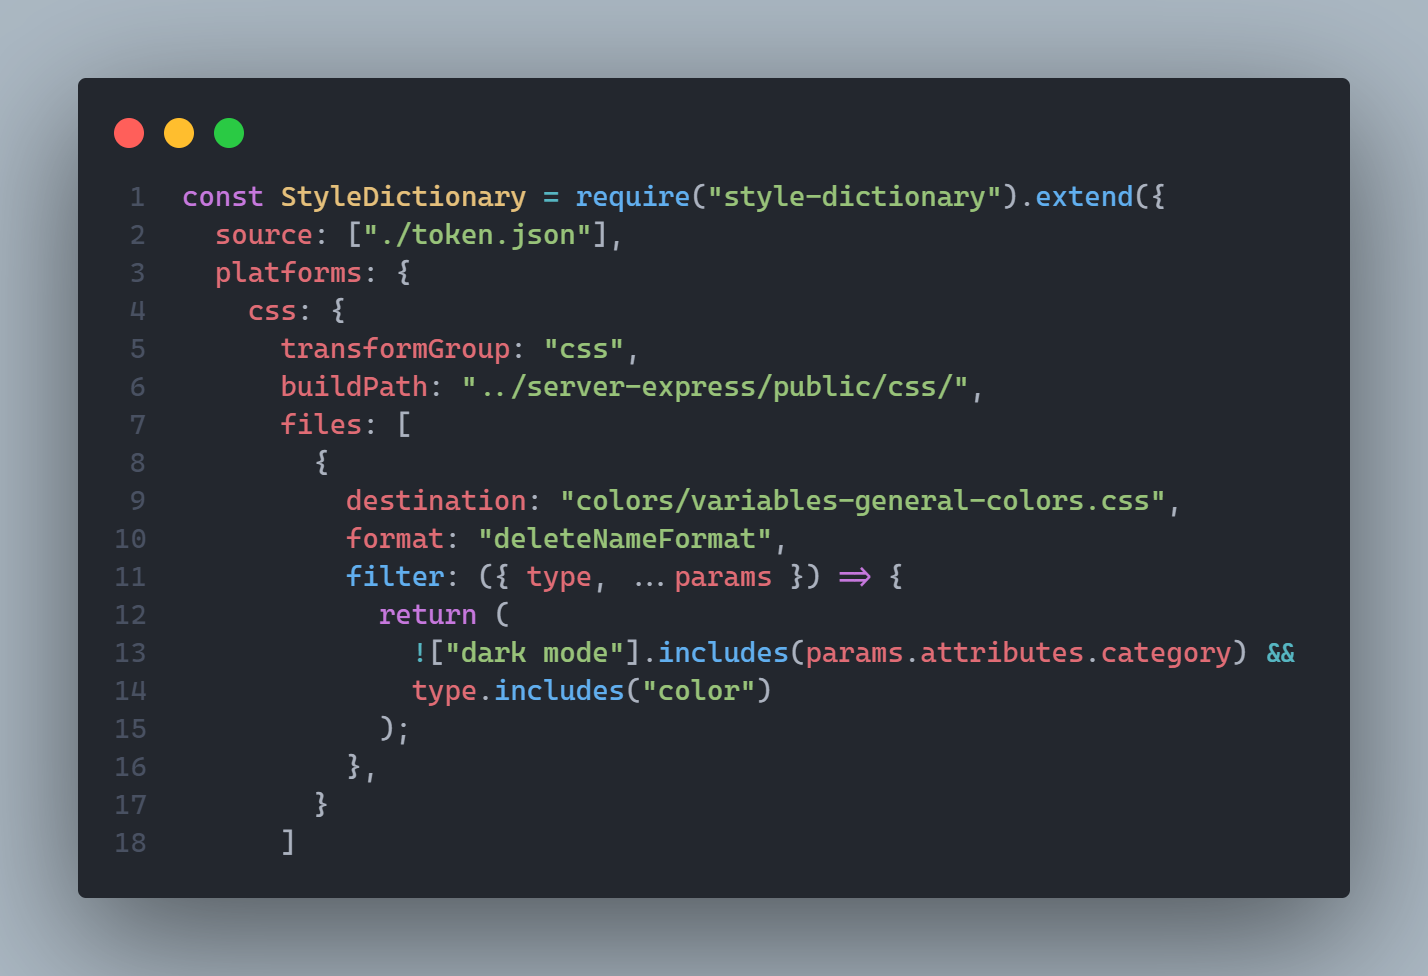 1 const StyleDictionary = require("style-dictionary").extend({
2   source: ["./token.json"],
3   platforms: {
4     css: {
5       transformGroup: "css",
6       buildPath: "../server-express/public/css/",
7       files: [
8         {
9           destination: "colors/variables-general-colors.css",
10           format: "deleteNameFormat",
11           filter: ({ type, ...params }) => {
12             return (
13               !["dark mode"].includes(params.attributes.category) &&
14               type.includes("color")
15             );
16           },
17         }
18       ]